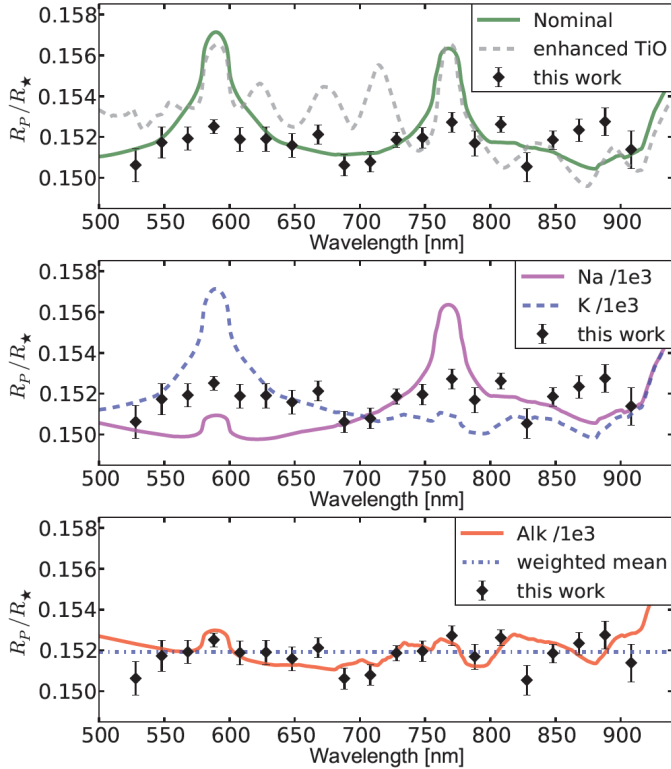 0.158
0.156
0.154
0.152
0.150
R_P/R_★
Nominal
enhanced TiO
this work
500 550 600 650 700 750 800 850 900
Wavelength [nm]
0.158
0.156
0.154
0.152
0.150
R_P/R_★
Na /1e3
K /1e3
this work
500 550 600 650 700 750 800 850 900
Wavelength [nm]
0.158
0.156
0.154
0.152
0.150
R_P/R_★
Alk /1e3
weighted mean
this work
500 550 600 650 700 750 800 850 900
Wavelength [nm]